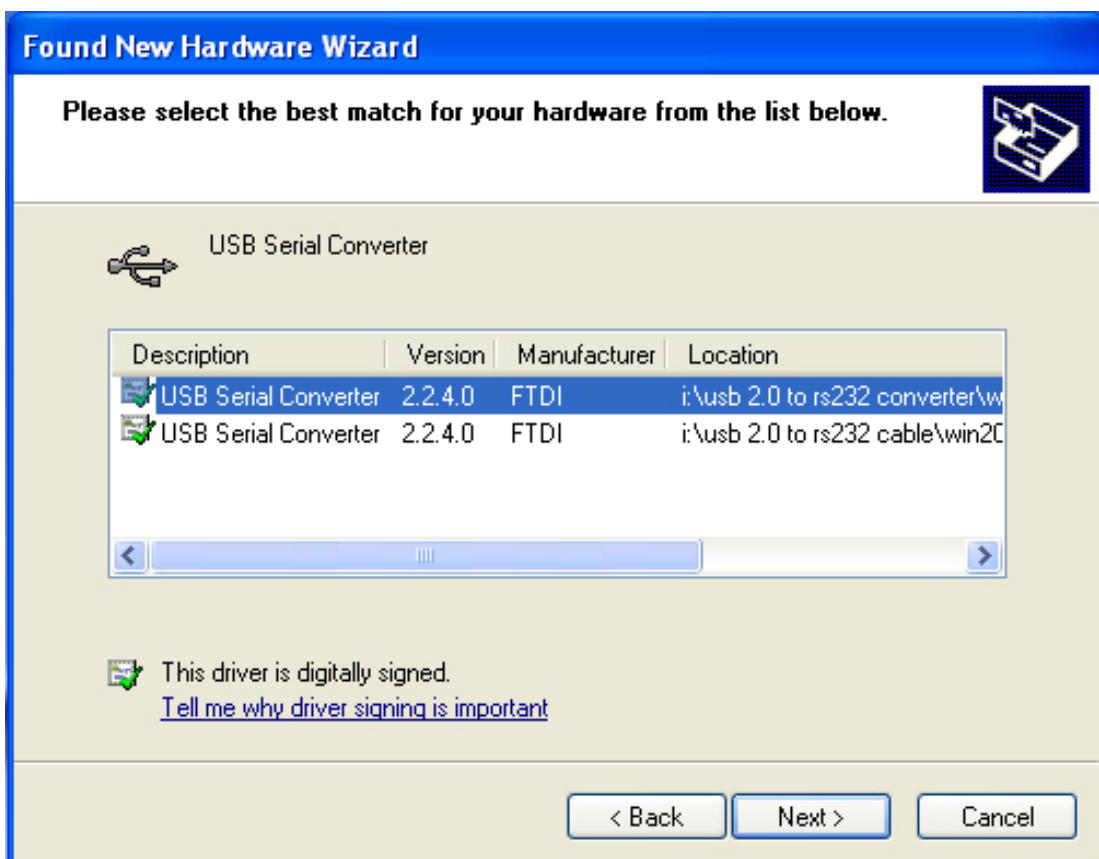 Found New Hardware Wizard
Please select the best match for your hardware from the list below.
USB Serial Converter
Description Version Manufacturer Location
USB Serial Converter 2.2.4.0 FTDI i:\usb 2.0 to rs232 converter\w
USB Serial Converter 2.2.4.0 FTDI i:\usb 2.0 to rs232 cable\win20
This driver is digitally signed.
Tell me why driver signing is important
< Back Next > Cancel